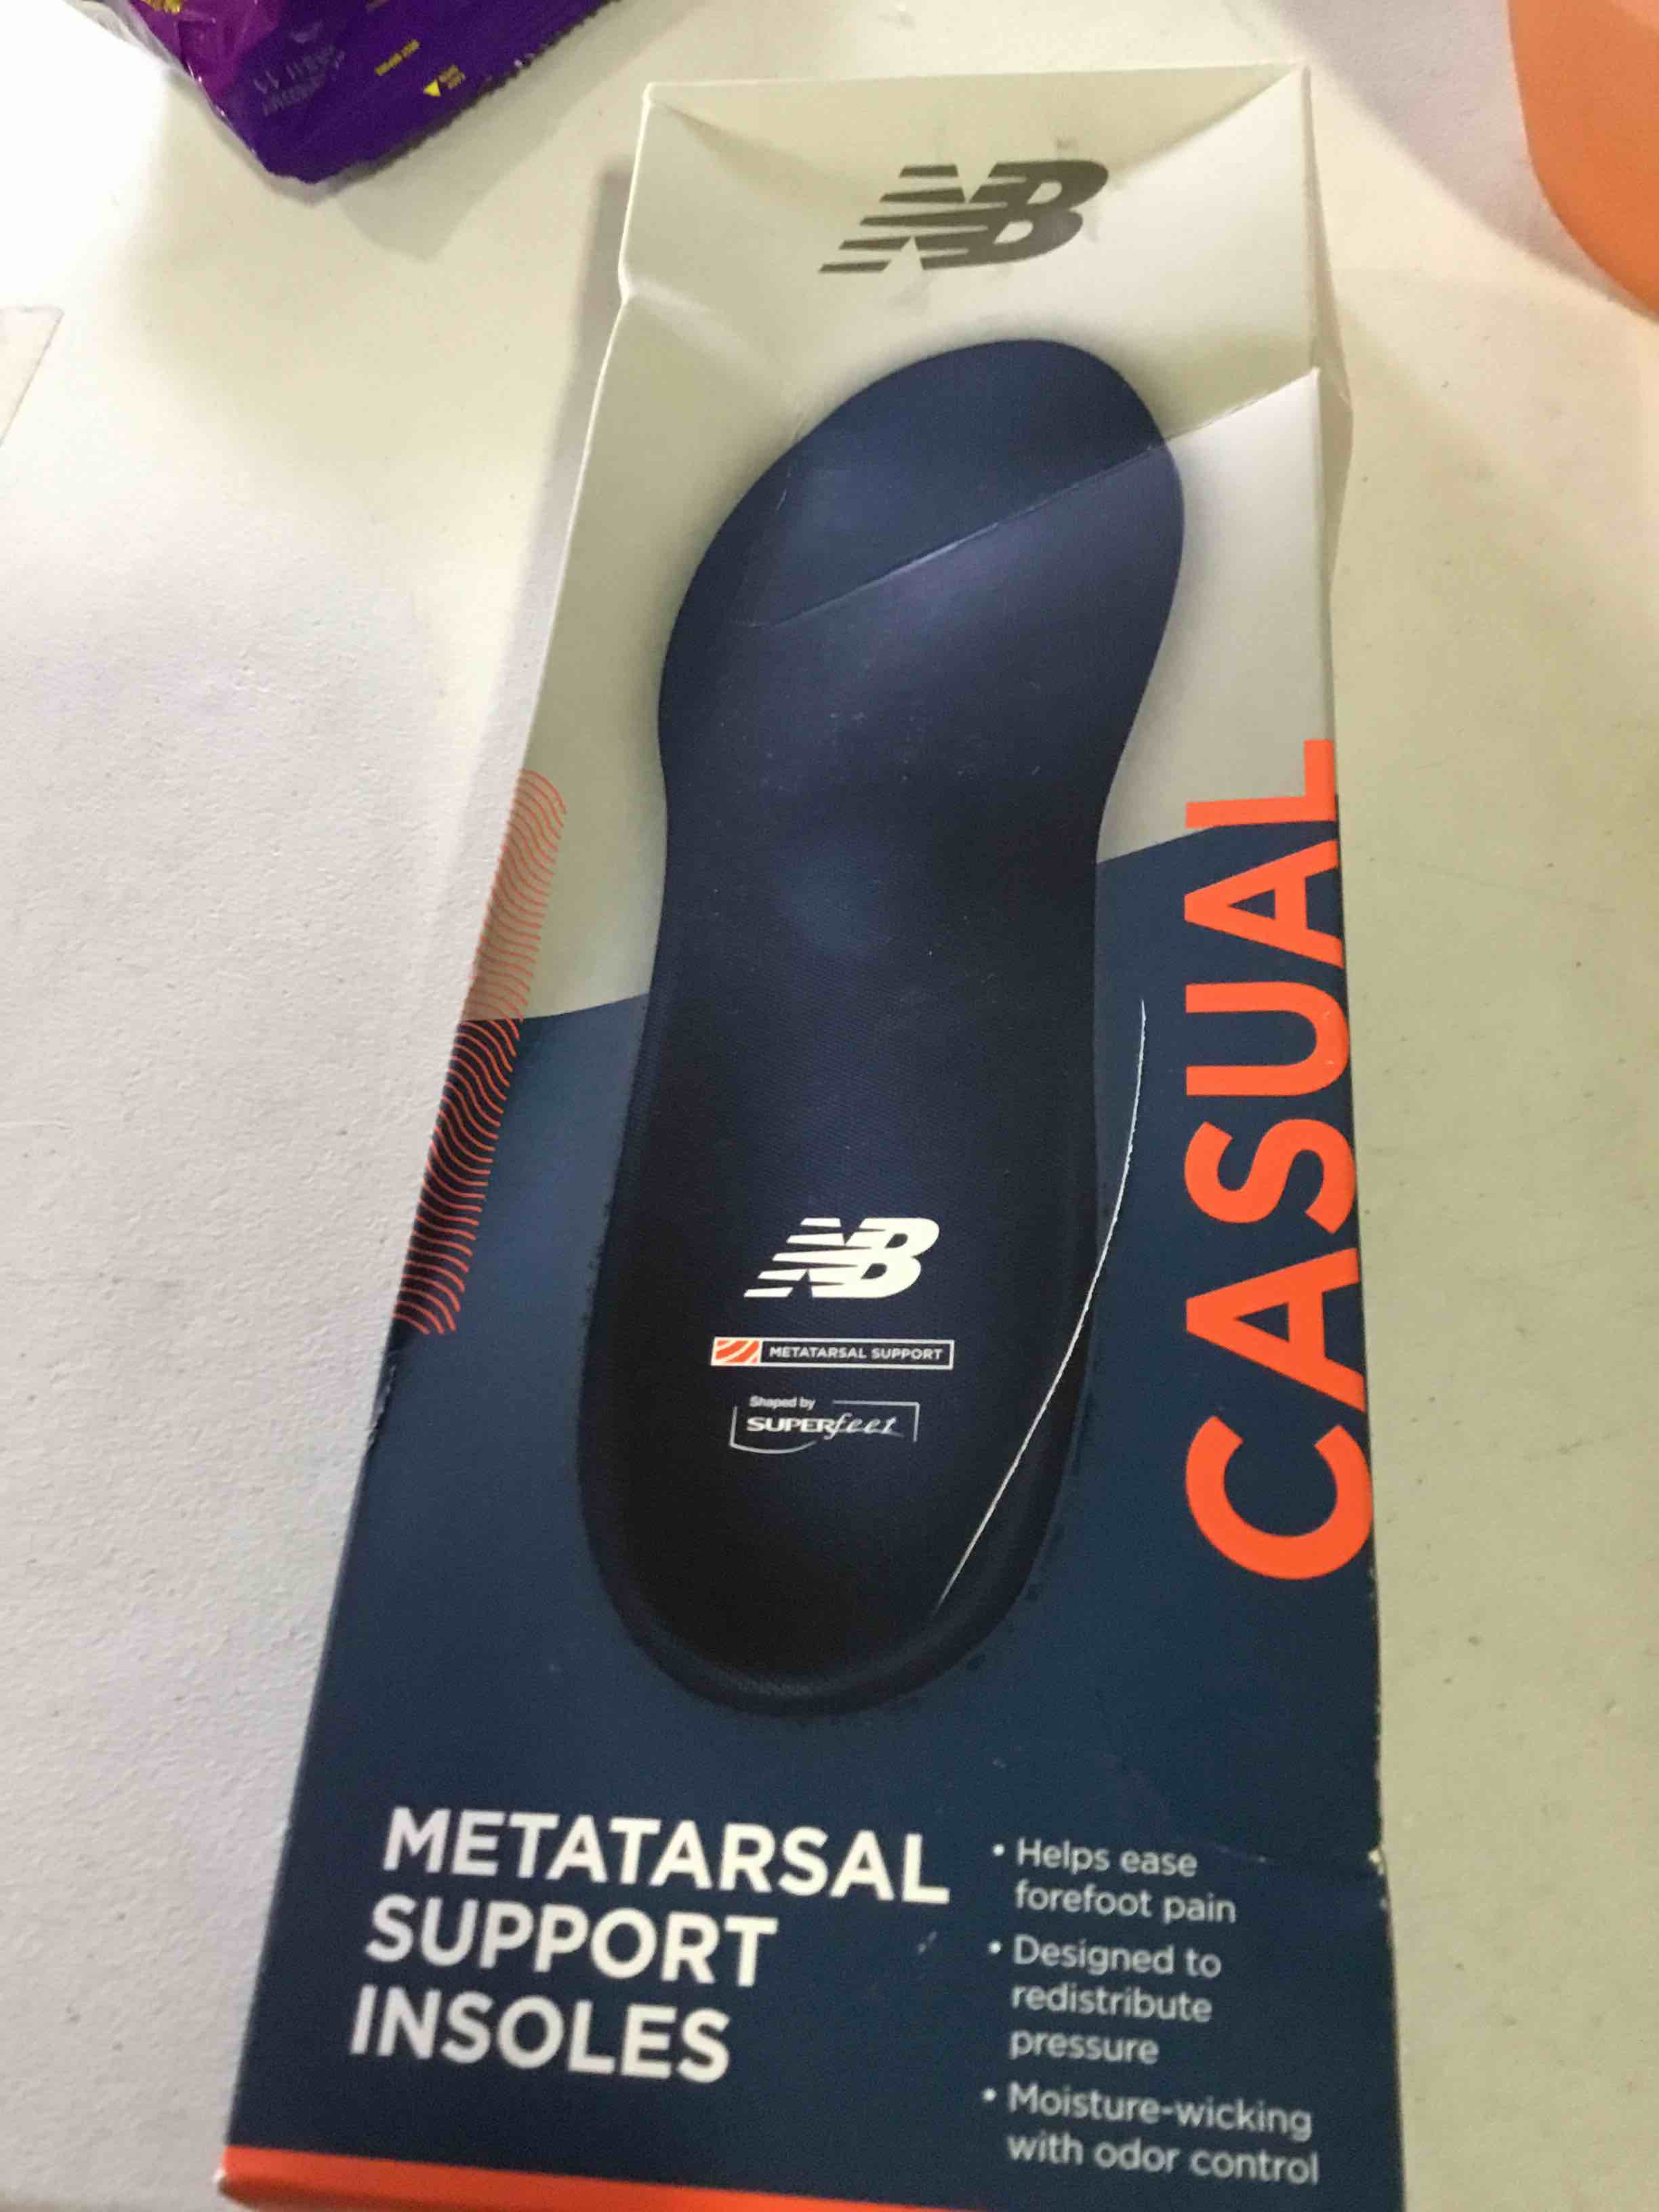 NB
CASUAL
NB
METATARSAL SUPPORT
Shaped by
SUPERfeet
METATARSAL
SUPPORT
INSOLES
• Helps ease
forefoot pain
• Designed to
redistribute
pressure
• Moisture-wicking
with odor control